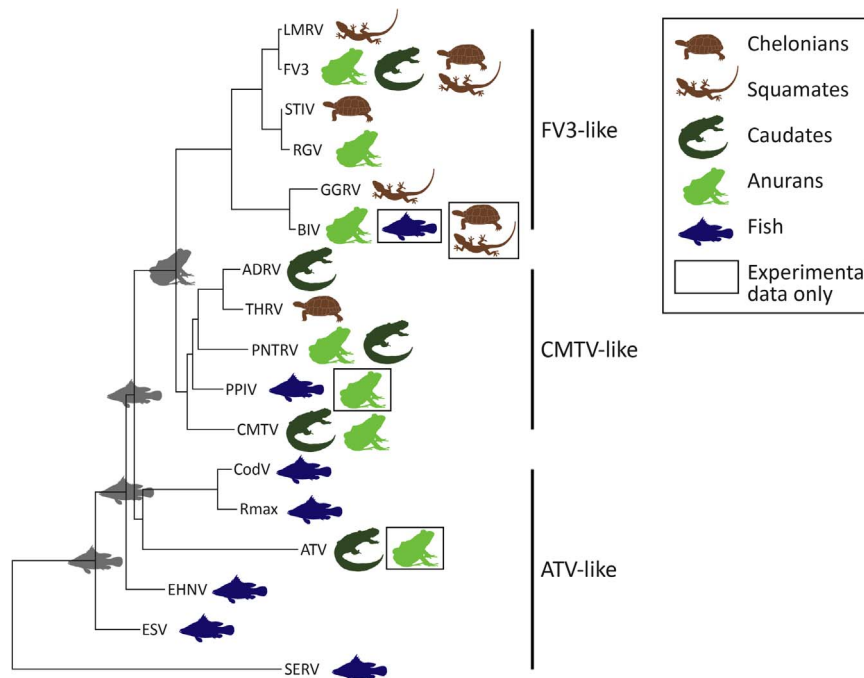 LMRV
FV3
STIV
RGV
GGRV
BIV
FV3-like
ADRV
THRV
PNTRV
PPIV
CMTV
CMTV-like
CodV
Rmax
ATV
EHNV
ESV
SERV
ATV-like
Chelonians
Squamates
Caudates
Anurans
Fish
Experimenta
data only